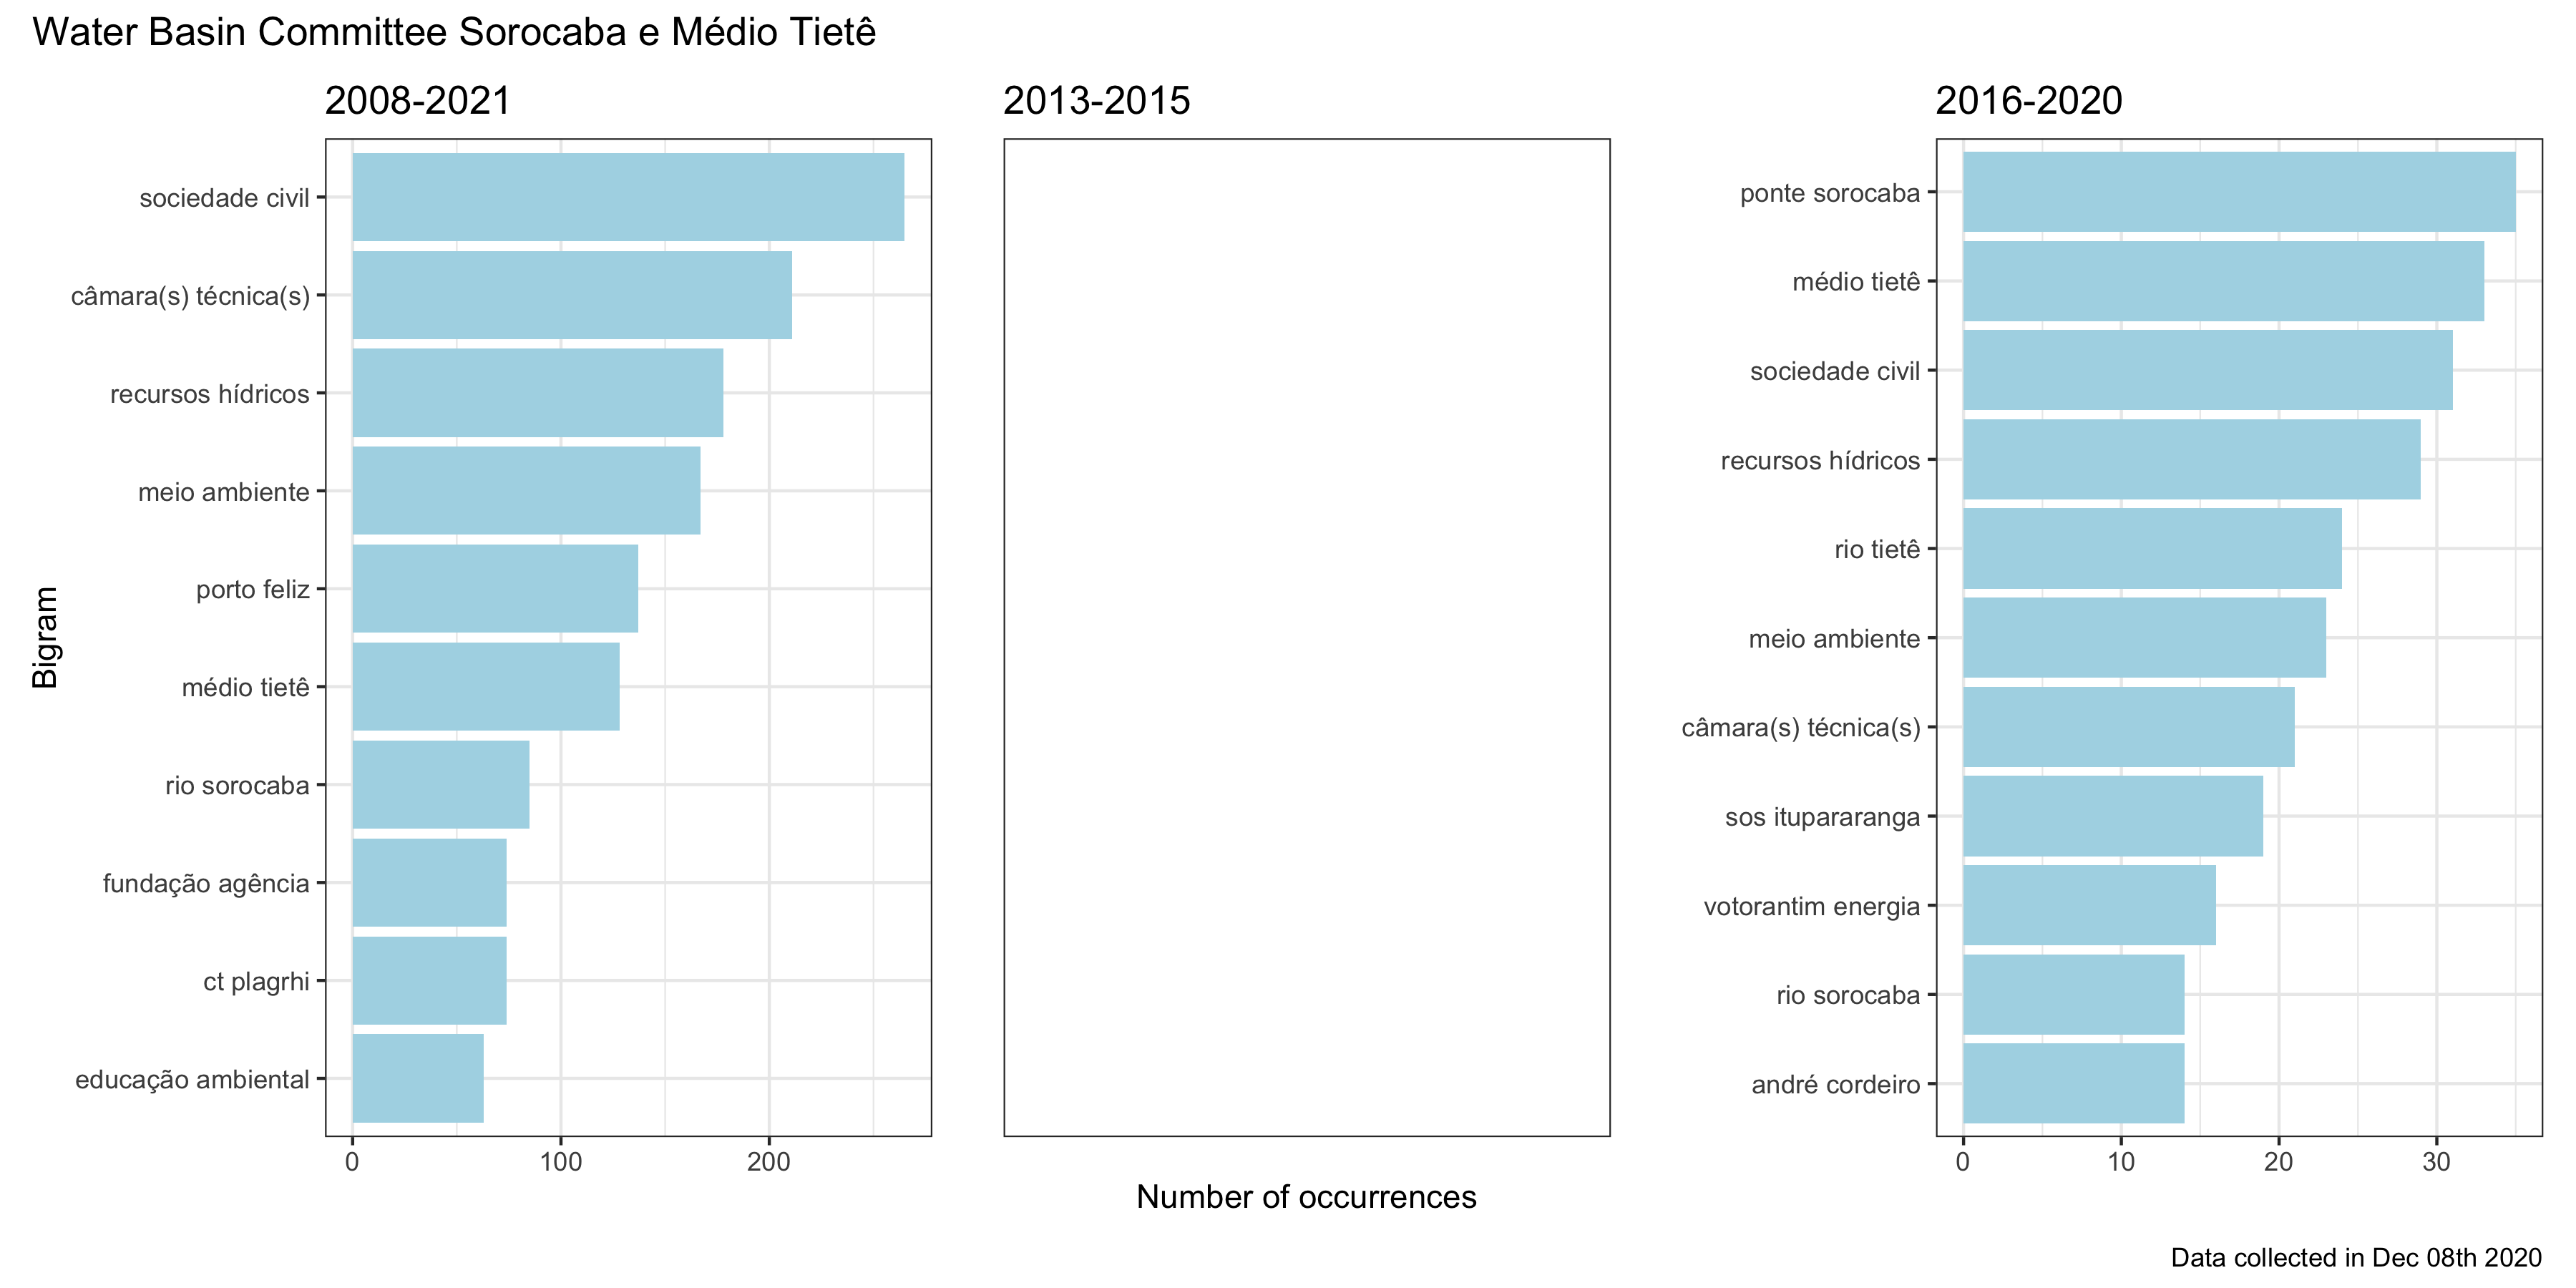 Water Basin Committee Sorocaba e Médio Tietê
2008-2021
sociedade civil
câmara(s) técnica(s)
recursos hídricos
meio ambiente
porto feliz
médio tietê
rio sorocaba
fundação agência
ct plagrhi
educação ambiental
0 100 200
2013-2015
2016-2020
ponte sorocaba
médio tietê
sociedade civil
recursos hídricos
rio tietê
meio ambiente
câmara(s) técnica(s)
sos itupararanga
votorantim energia
rio sorocaba
andré cordeiro
0 10 20 30
Bigram
Number of occurrences
Data collected in Dec 08th 2020